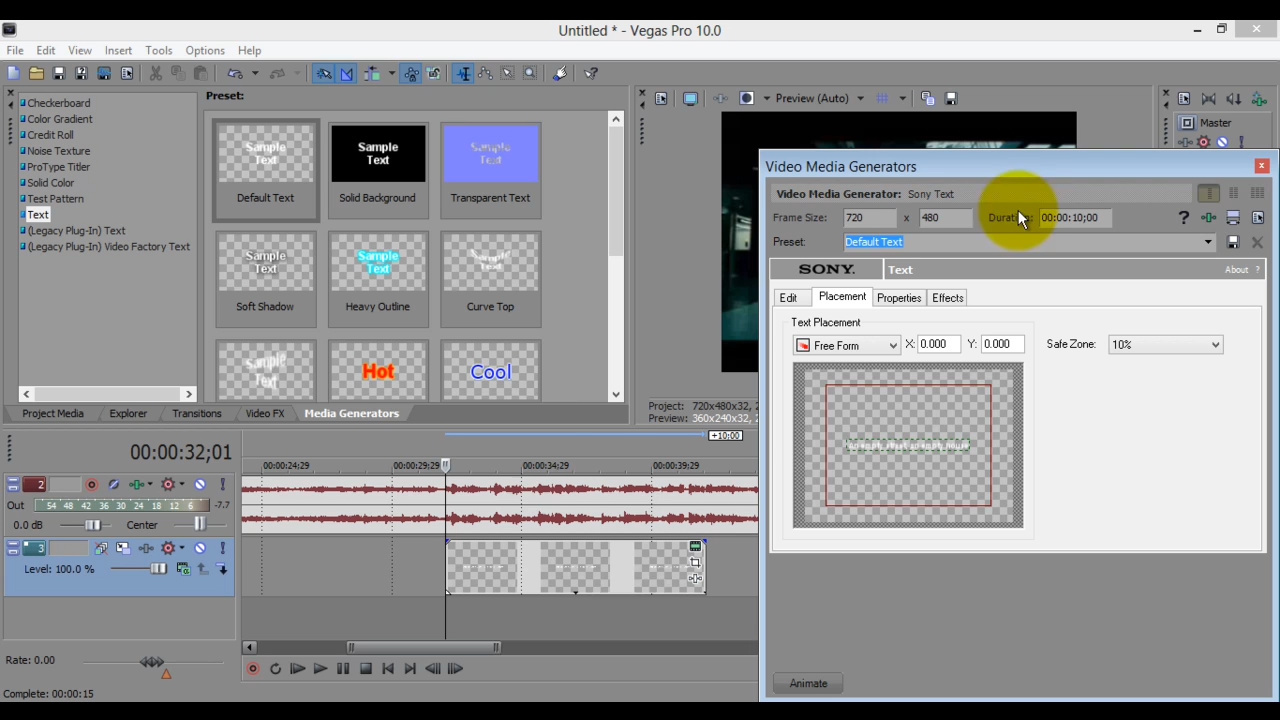 Untitled * - Vegas Pro 10.0
File Edit View Insert Tools Options Help
Checkerboard
Color Gradient
Credit Roll
Noise Texture
ProType Titler
Solid Color
Test Pattern
Text
(Legacy Plug-In) Text
(Legacy Plug-In) Video Factory Text
Preset:
Sample
Text
Default Text
Sample
Text
Solid Background
Sample
Text
Transparent Text
Sample
Text
Soft Shadow
Sample
Text
Heavy Outline
Sample
Text
Curve Top
Sample
Text
Hot
Cool
Project Media Explorer Transitions Video FX Media Generators
Preview (Auto)
Project: 720x480x32, 2
Preview: 360x240x32, 2
Master
Video Media Generators
Video Media Generator: Sony Text
Frame Size: 720 x 480 Duration: 00:00:10;00
Preset: Default Text
SONY. Text About ?
Edit Placement Properties Effects
Text Placement
Free Form X: 0.000 Y: 0.000 Safe Zone: 10%
Animate
00:00:32;01
+10:00
00:00:24;29 00:00:29;29 00:00:34;29 00:00:39;29
2
Out 54 48 42 36 30 24 18 12 6 -7.7
0.0 dB Center
3
Level: 100.0 %
Rate: 0.00
Complete: 00:00:15